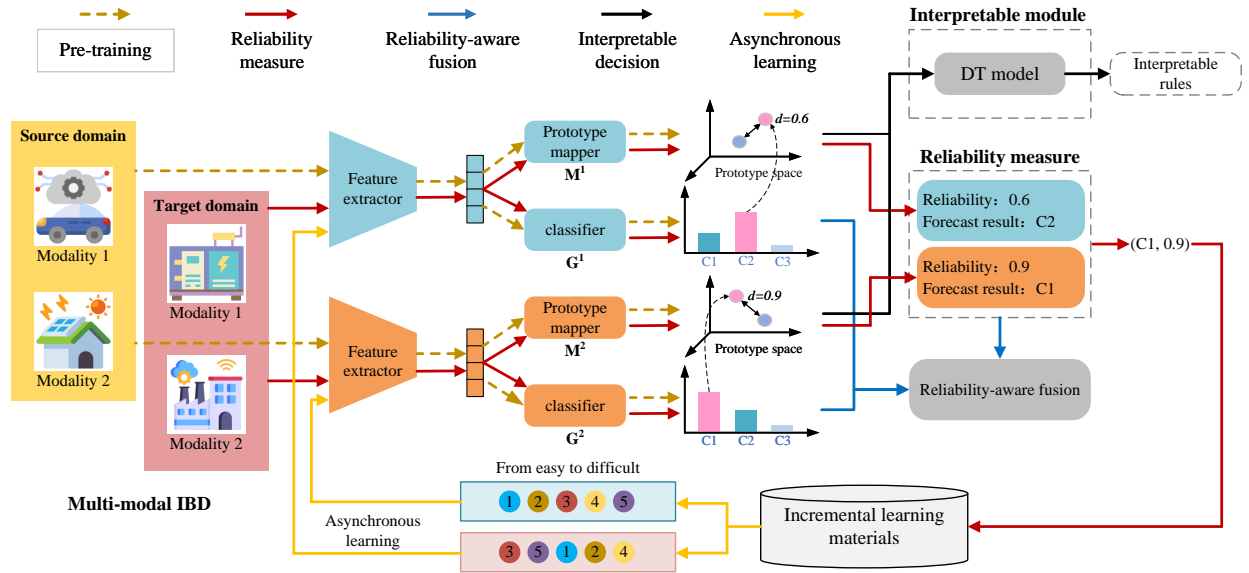 Pre-training
Reliability
measure
Reliability-aware
fusion
Interpretable
decision
Asynchronous
learning
Interpretable module
DT model
Interpretable
rules
Source domain
Modality 1
Modality 2
Target domain
Modality 1
Modality 2
Multi-modal IBD
Feature
extractor
Prototype
mapper
M¹
classifier
G¹
d=0.6
Prototype space
C1
C2
C3
Feature
extractor
Prototype
mapper
M²
classifier
G²
d=0.9
Prototype space
C1
C2
C3
Reliability measure
Reliability：0.6
Forecast result：C2
Reliability：0.9
Forecast result：C1
(C1, 0.9)
Reliability-aware fusion
From easy to difficult
1 2 3 4 5
Asynchronous
learning
3 5 1 2 4
Incremental learning
materials